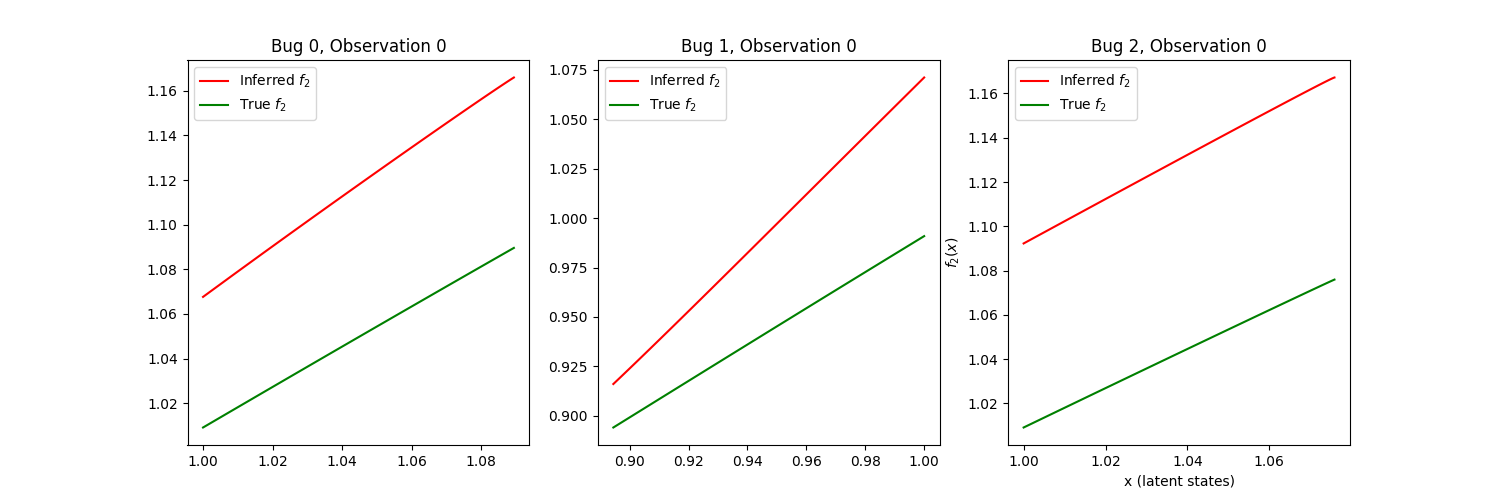 Bug 0, Observation 0
Inferred f₂
True f₂
1.16
1.14
1.12
1.10
1.08
1.06
1.04
1.02
1.00 1.02 1.04 1.06 1.08
Bug 1, Observation 0
Inferred f₂
True f₂
1.075
1.050
1.025
1.000
0.975
0.950
0.925
0.900
0.90 0.92 0.94 0.96 0.98 1.00
Bug 2, Observation 0
Inferred f₂
True f₂
f₂(x)
1.16
1.14
1.12
1.10
1.08
1.06
1.04
1.02
1.00 1.02 1.04 1.06
x (latent states)